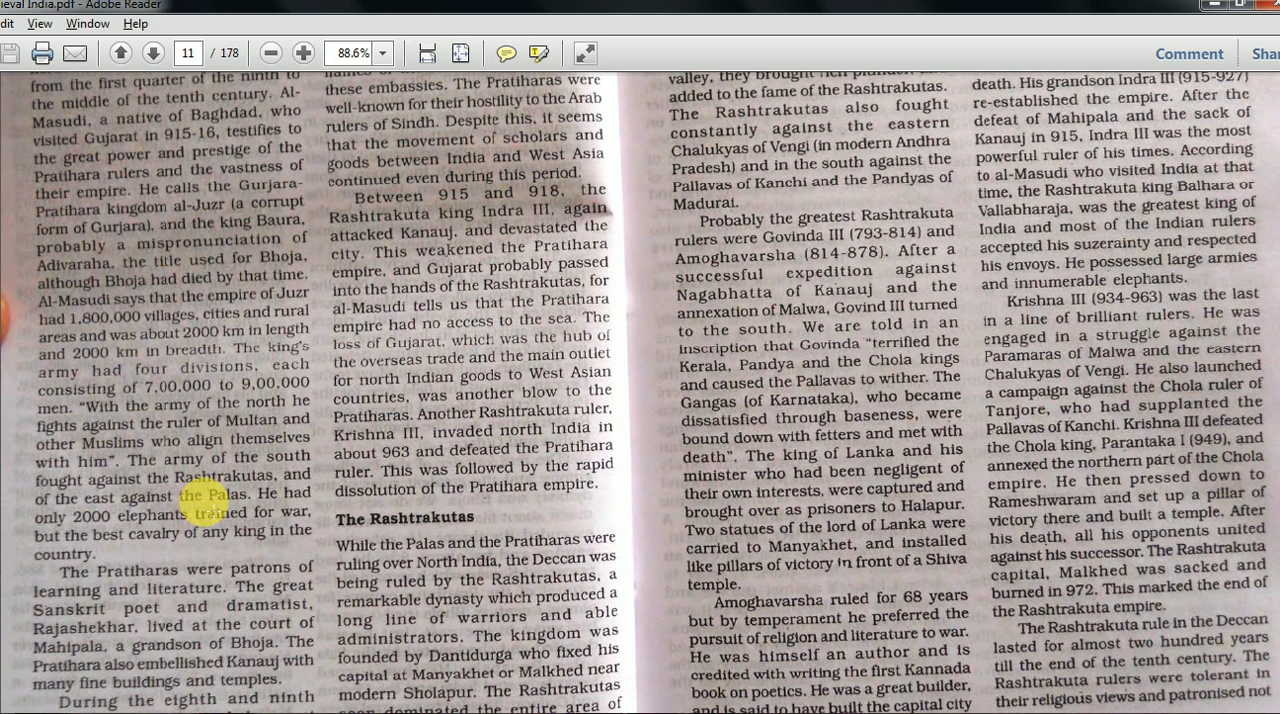 ieval India.pdf - Adobe Reader
dit View Window Help
11 / 178
88.6%
Comment
Shar
from the first quarter of the ninth to
the middle of the tenth century. Al-
Masudi, a native of Baghdad, who
visited Gujarat in 915-16, testifies to
the great power and prestige of the
Pratihara rulers and the vastness of
their empire. He calls the Gurjara-
Pratihara kingdom al-Juzr (a corrupt
form of Gurjara), and the king Baura,
probably a mispronunciation of
Adivaraha, the title used for Bhoja,
although Bhoja had died by that time.
Al-Masudi says that the empire of Juzr
had 1,800,000 villages, cities and rural
areas and was about 2000 km in length
and 2000 km in breadth. The king's
army had four divisions, each
consisting of 7,00,000 to 9,00,000
men. "With the army of the north he
fights against the ruler of Multan and
other Muslims who align themselves
with him". The army of the south
fought against the Rashtrakutas, and
of the east against the Palas. He had
only 2000 elephants trained for war,
but the best cavalry of any king in the
country.
The Pratiharas were patrons of
learning and literature. The great
Sanskrit poet and dramatist,
Rajashekhar, lived at the court of
Mahipala, a grandson of Bhoja. The
Pratihara also embellished Kanauj with
many fine buildings and temples.
During the eighth and ninth
these embassies. The Pratiharas were
well-known for their hostility to the Arab
rulers of Sindh. Despite this, it seems
that the movement of scholars and
goods between India and West Asia
continued even during this period.
Between 915 and 918, the
Rashtrakuta king Indra III, again
attacked Kanauj, and devastated the
city. This weakened the Pratihara
empire, and Gujarat probably passed
into the hands of the Rashtrakutas, for
al-Masudi tells us that the Pratihara
empire had no access to the sea. The
loss of Gujarat, which was the hub of
the overseas trade and the main outlet
for north Indian goods to West Asian
countries, was another blow to the
Pratiharas. Another Rashtrakuta ruler,
Krishna III, invaded north India in
about 963 and defeated the Pratihara
ruler. This was followed by the rapid
dissolution of the Pratihara empire.
The Rashtrakutas
While the Palas and the Pratiharas were
ruling over North India, the Deccan was
being ruled by the Rashtrakutas, a
remarkable dynasty which produced a
long line of warriors and able
administrators. The kingdom was
founded by Dantidurga who fixed his
capital at Manyakhet or Malkhed near
modern Sholapur. The Rashtrakutas
soon dominated the entire area of
valley, they brought rich
added to the fame of the Rashtrakutas.
The Rashtrakutas also fought
constantly against the eastern
Chalukyas of Vengi (in modern Andhra
Pradesh) and in the south against the
Pallavas of Kanchi and the Pandyas of
Madurai.
Probably the greatest Rashtrakuta
rulers were Govinda III (793-814) and
Amoghavarsha (814-878). After a
successful expedition against
Nagabhatta of Kanauj and the
annexation of Malwa, Govind III turned
to the south. We are told in an
inscription that Govinda "terrified the
Kerala, Pandya and the Chola kings
and caused the Pallavas to wither. The
Gangas (of Karnataka), who became
dissatisfied through baseness, were
bound down with fetters and met with
death". The king of Lanka and his
minister who had been negligent of
their own interests, were captured and
brought over as prisoners to Halapur.
Two statues of the lord of Lanka were
carried to Manyakhet, and installed
like pillars of victory in front of a Shiva
temple.
Amoghavarsha ruled for 68 years
but by temperament he preferred the
pursuit of religion and literature to war.
He was himself an author and is
credited with writing the first Kannada
book on poetics. He was a great builder,
and is said to have built the capital city
death. His grandson Indra III (915-927)
re-established the empire. After the
defeat of Mahipala and the sack of
Kanauj in 915, Indra III was the most
powerful ruler of his times. According
to al-Masudi who visited India at that
time, the Rashtrakuta king Balhara or
Vallabharaja, was the greatest king of
India and most of the Indian rulers
accepted his suzerainty and respected
his envoys. He possessed large armies
and innumerable elephants.
Krishna III (934-963) was the last
in a line of brilliant rulers. He was
engaged in a struggle against the
Paramaras of Malwa and the eastern
Chalukyas of Vengi. He also launched
a campaign against the Chola ruler of
Tanjore, who had supplanted the
Pallavas of Kanchi. Krishna III defeated
the Chola king, Parantaka I (949), and
annexed the northern part of the Chola
empire. He then pressed down to
Rameshwaram and set up a pillar of
victory there and built a temple. After
his death, all his opponents united
against his successor. The Rashtrakuta
capital, Malkhed was sacked and
burned in 972. This marked the end of
the Rashtrakuta empire.
The Rashtrakuta rule in the Deccan
lasted for almost two hundred years
till the end of the tenth century. The
Rashtrakuta rulers were tolerant in
their religious views and patronised not